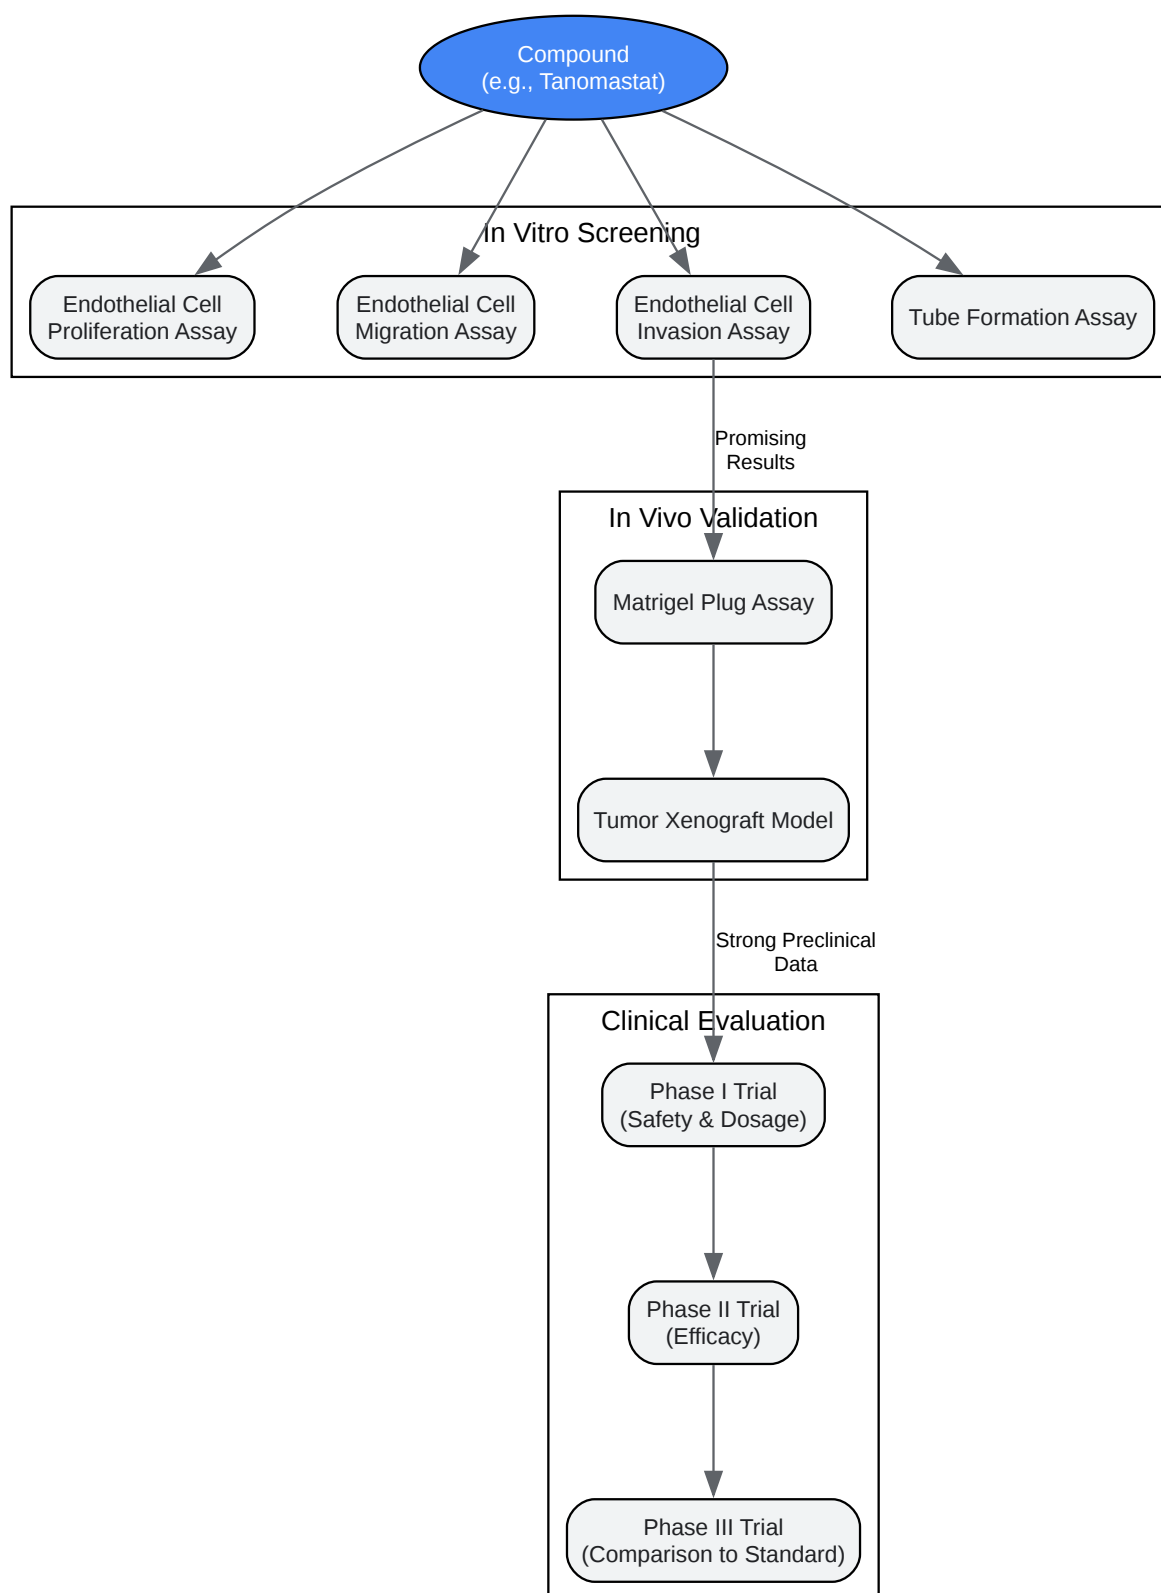 Compound
(e.g., Tanomastat)
In Vitro Screening
Endothelial Cell
Proliferation Assay
Endothelial Cell
Migration Assay
Endothelial Cell
Invasion Assay
Tube Formation Assay
Promising
Results
In Vivo Validation
Matrigel Plug Assay
Tumor Xenograft Model
Strong Preclinical
Data
Clinical Evaluation
Phase I Trial
(Safety & Dosage)
Phase II Trial
(Efficacy)
Phase III Trial
(Comparison to Standard)